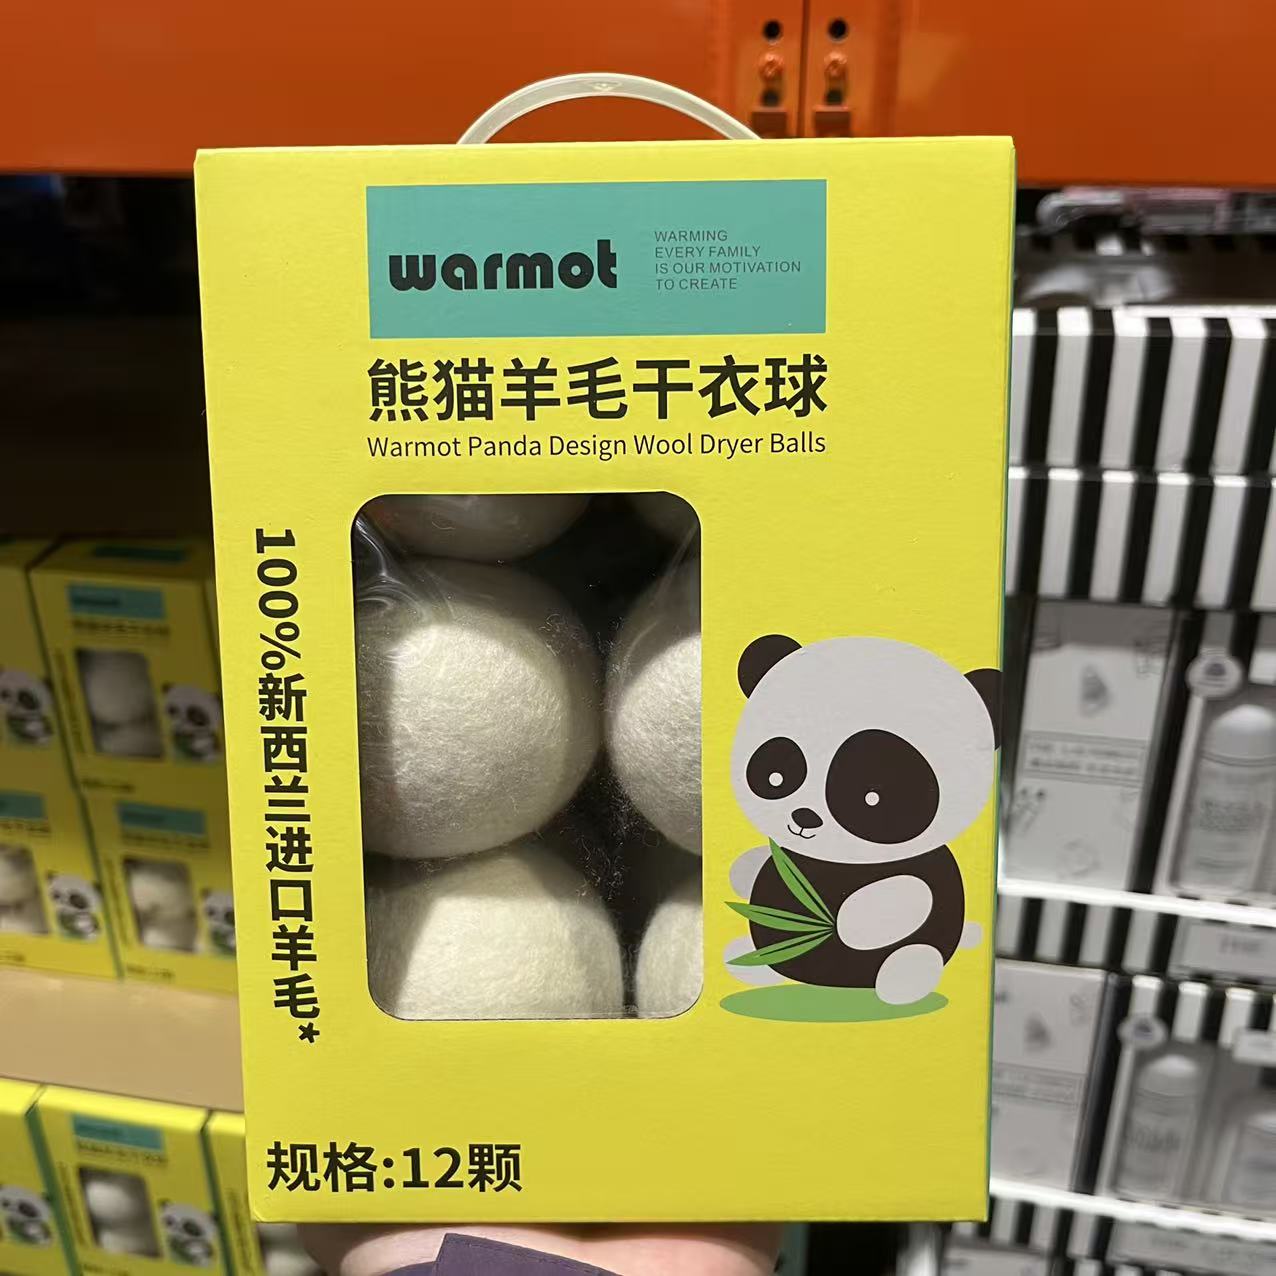 warmot
WARMING
EVERY FAMILY
IS OUR MOTIVATION
TO CREATE
熊猫羊毛干衣球
Warmot Panda Design Wool Dryer Balls
100%新西兰进口羊毛*
规格:12颗
warmot